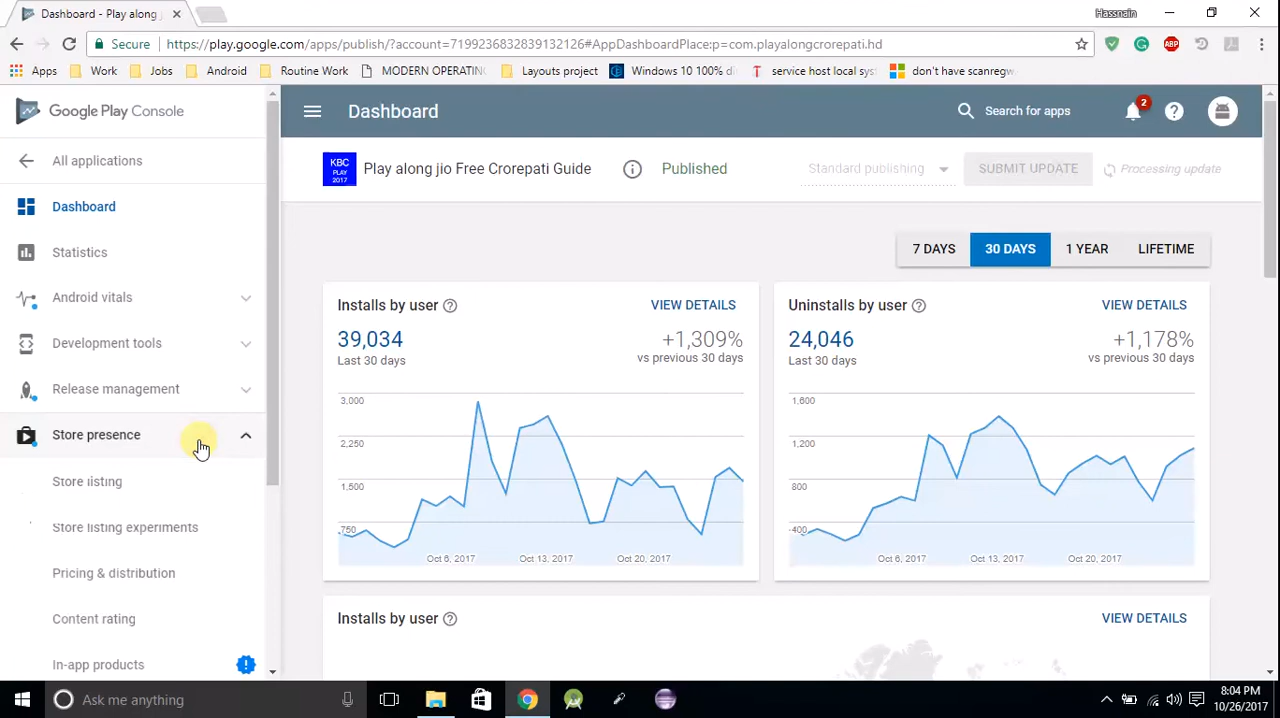 Dashboard - Play along j
Hassnain
Secure
https://play.google.com/apps/publish/?account=7199236832839132126#AppDashboardPlace:p=com.playalongcrorepati.hd
ABP
Apps
Work
Jobs
Android
Routine Work
MODERN OPERATIN
Layouts project
Windows 10 100% di
service host local sys
don't have scanregw
Google Play Console
Dashboard
Search for apps
2
All applications
KBC
PLAY
2017
Play along jio Free Crorepati Guide
Published
Standard publishing
SUBMIT UPDATE
Processing update
Dashboard
Statistics
Android vitals
Development tools
Release management
Store presence
Store listing
Store listing experiments
Pricing & distribution
Content rating
In-app products
7 DAYS
30 DAYS
1 YEAR
LIFETIME
Installs by user
VIEW DETAILS
39,034
Last 30 days
+1,309%
vs previous 30 days
3,000
2,250
1,500
750
Oct 6, 2017
Oct 13, 2017
Oct 20, 2017
Uninstalls by user
VIEW DETAILS
24,046
Last 30 days
+1,178%
vs previous 30 days
1,600
1,200
800
400
Oct 6, 2017
Oct 13, 2017
Oct 20, 2017
Installs by user
VIEW DETAILS
Ask me anything
8:04 PM
10/26/2017